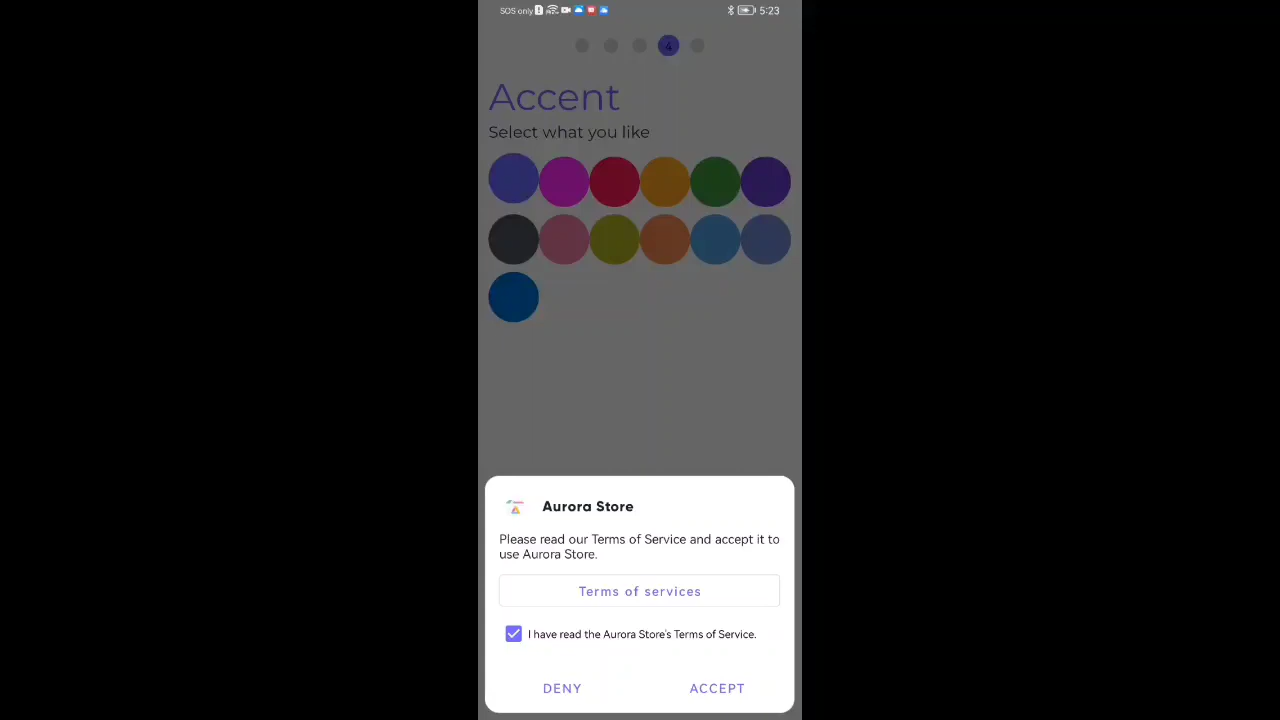 SOS only 5:23
4
Accent
Select what you like
Aurora Store
Please read our Terms of Service and accept it to
use Aurora Store.
Terms of services
I have read the Aurora Store's Terms of Service.
DENY ACCEPT